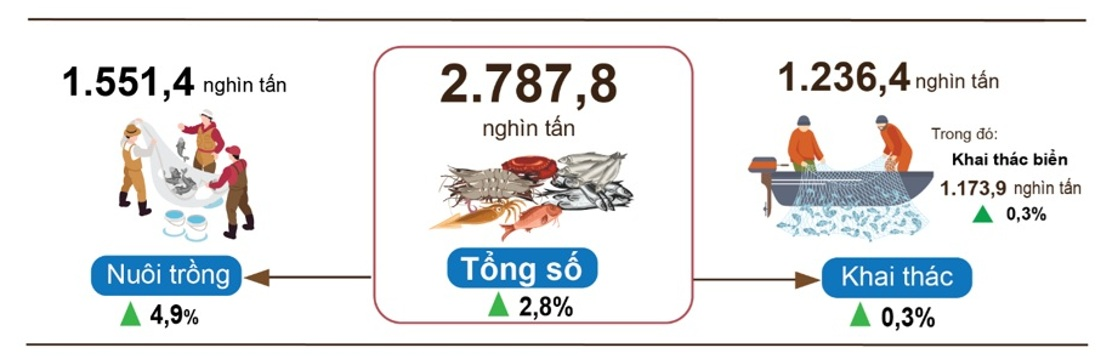 1.551,4 nghìn tấn
Nuôi trồng
4,9%
2.787,8
nghìn tấn
Tổng số
2,8%
1.236,4 nghìn tấn
Trong đó:
Khai thác biển
1.173,9 nghìn tấn
0,3%
Khai thác
0,3%